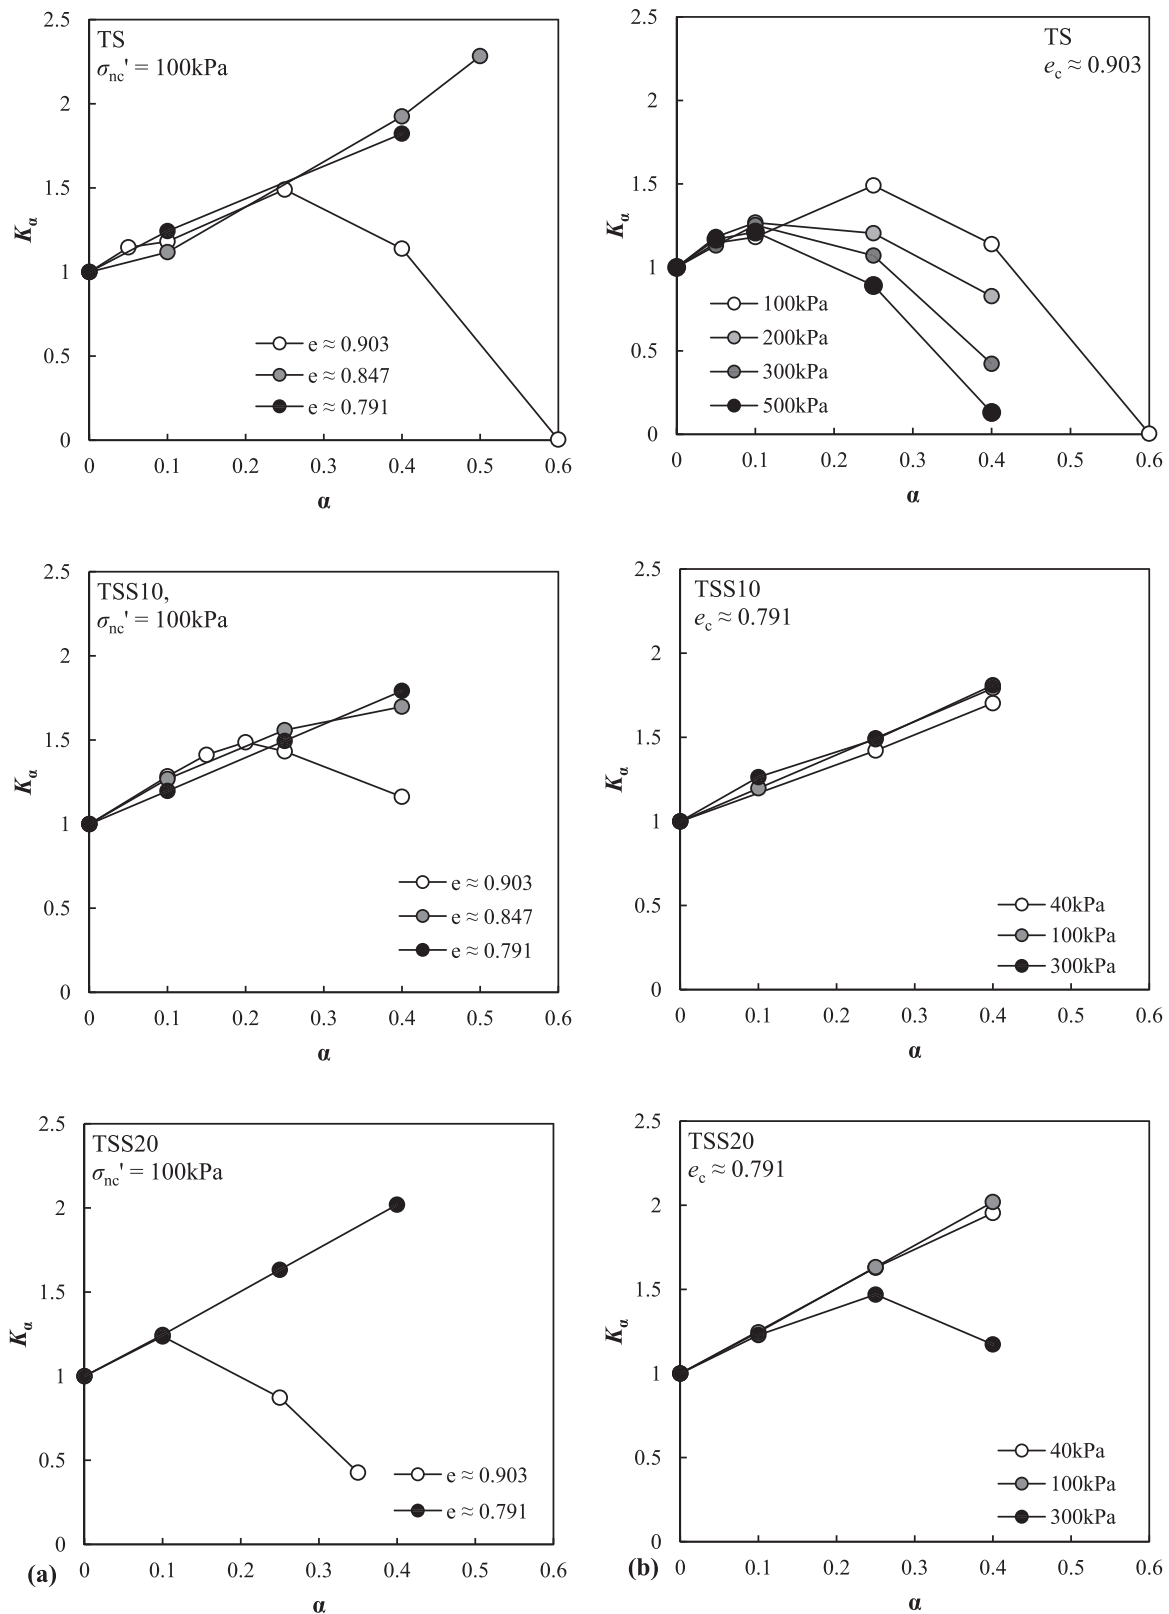 TS
σnc' = 100kPa
2.5
2
1.5
1
0.5
0
Kα
e ≈ 0.903
e ≈ 0.847
e ≈ 0.791
0 0.1 0.2 0.3 0.4 0.5 0.6
α
TS
ec ≈ 0.903
2.5
2
1.5
1
0.5
0
Kα
100kPa
200kPa
300kPa
500kPa
0 0.1 0.2 0.3 0.4 0.5 0.6
α
TSS10,
σnc' = 100kPa
2.5
2
1.5
1
0.5
0
Kα
e ≈ 0.903
e ≈ 0.847
e ≈ 0.791
0 0.1 0.2 0.3 0.4 0.5 0.6
α
TSS10
ec ≈ 0.791
2.5
2
1.5
1
0.5
0
Kα
40kPa
100kPa
300kPa
0 0.1 0.2 0.3 0.4 0.5 0.6
α
TSS20
σnc' = 100kPa
2.5
2
1.5
1
0.5
0
Kα
e ≈ 0.903
e ≈ 0.791
0 0.1 0.2 0.3 0.4 0.5 0.6
(a)
α
TSS20
ec ≈ 0.791
2.5
2
1.5
1
0.5
0
Kα
40kPa
100kPa
300kPa
0 0.1 0.2 0.3 0.4 0.5 0.6
(b)
α